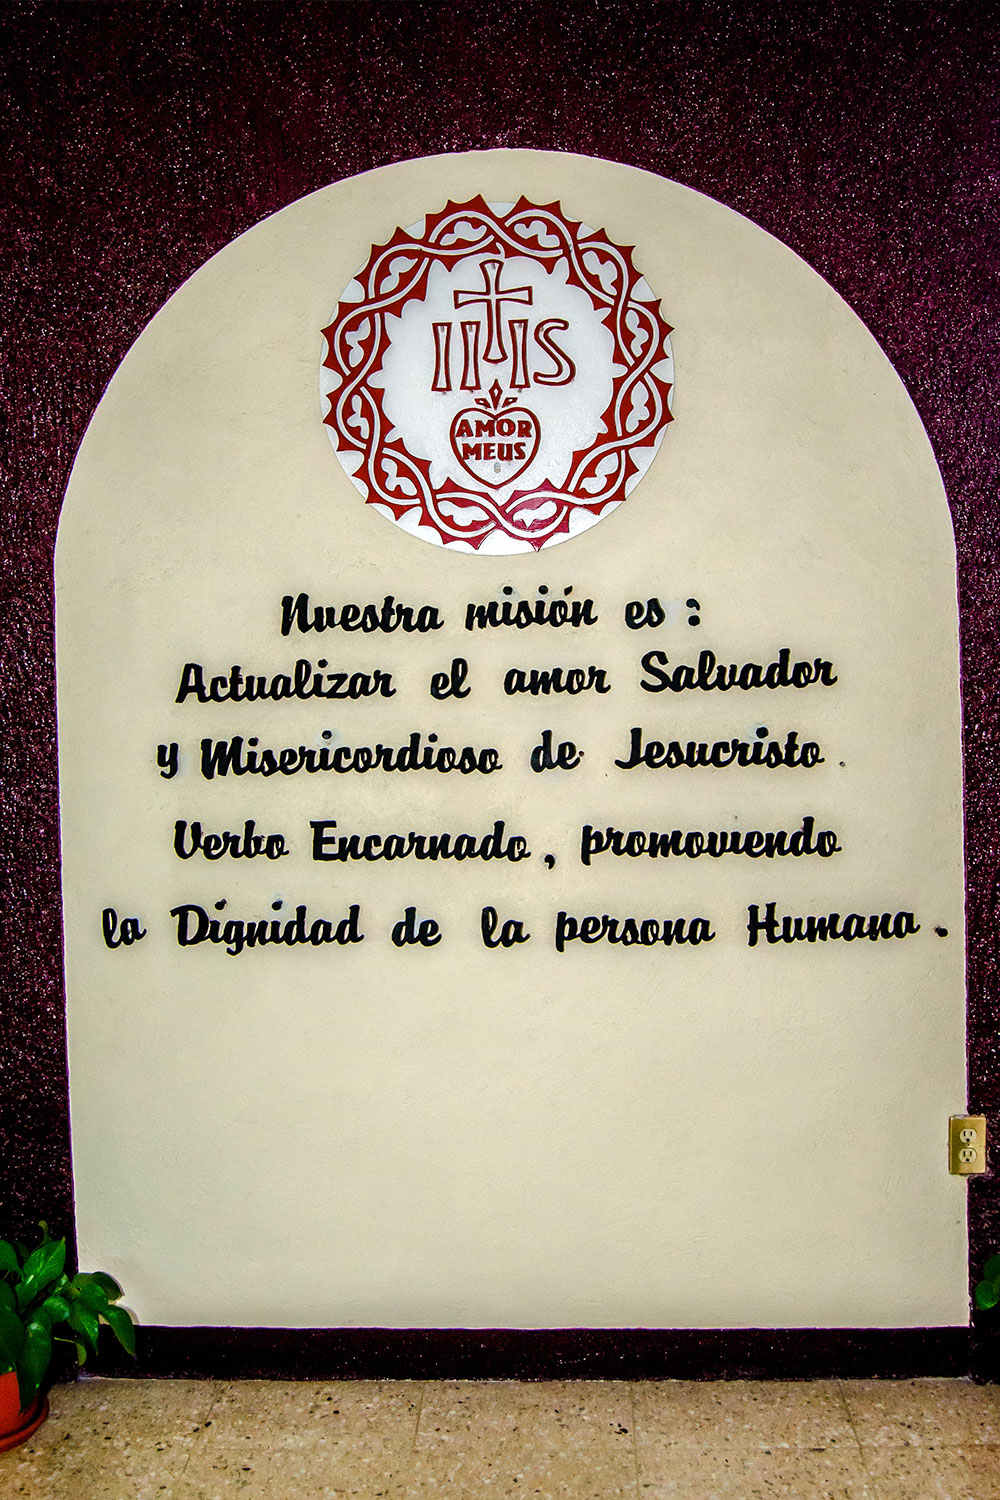 IHS
AMOR
MEUS
Nuestra misión es :
Actualizar el amor Salvador
y Misericordioso de Jesucristo .
Verbo Encarnado , promoviendo
la Dignidad de la persona Humana .